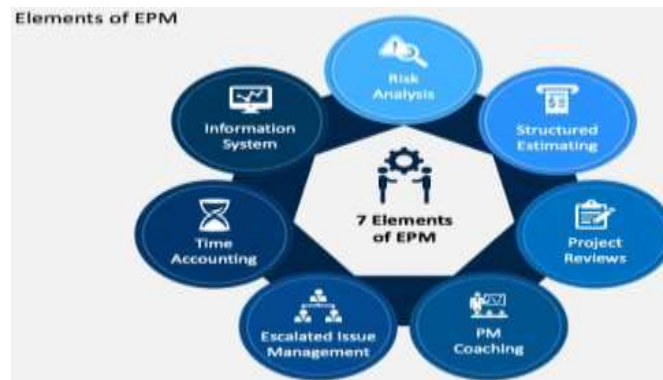 Elements of EPM
Risk
Analysis
Structured
Estimating
Project
Reviews
PM
Coaching
Escalated Issue
Management
Time
Accounting
Information
System
7 Elements
of EPM